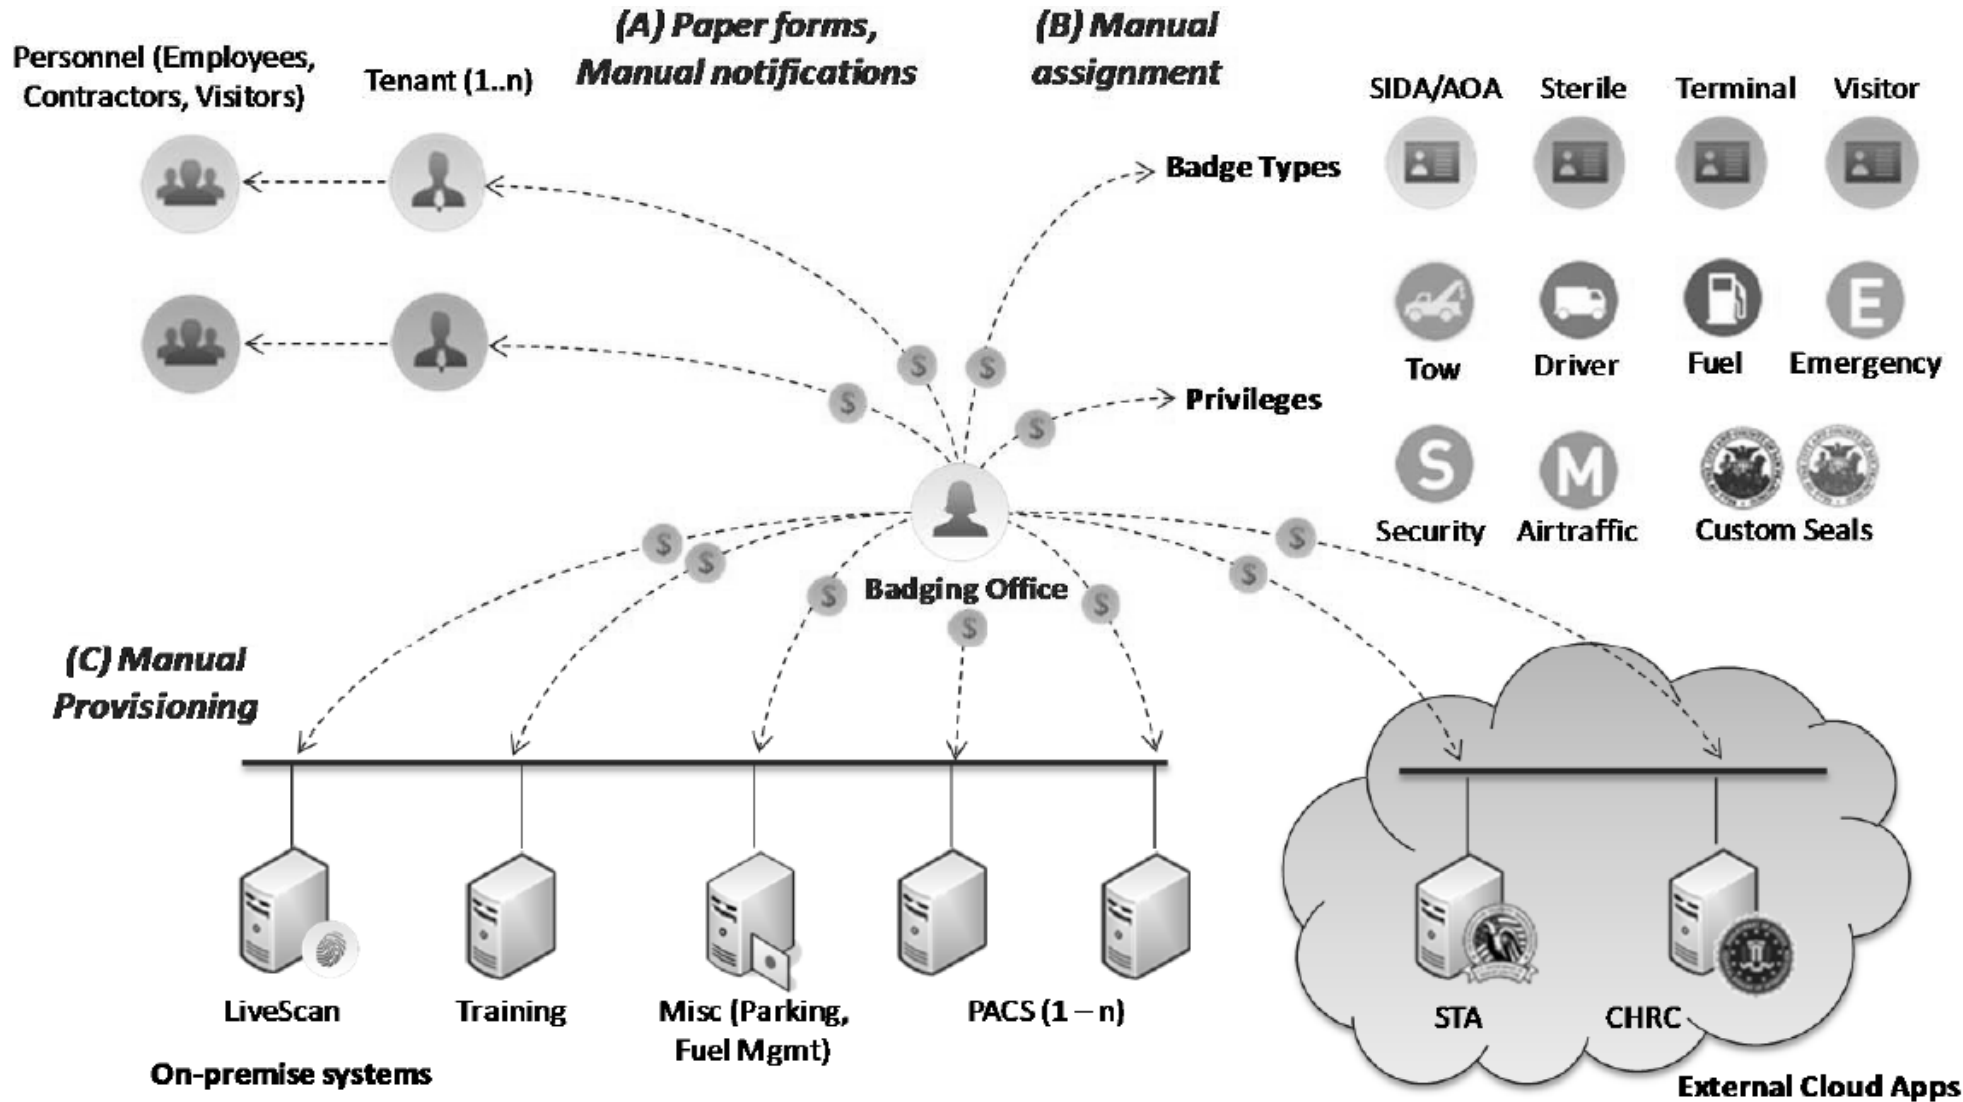 (A) Paper forms,
Manual notifications
(B) Manual
assignment
Personnel (Employees,
Contractors, Visitors)
Tenant (1..n)
SIDA/AOA
Sterile
Terminal
Visitor
Badge Types
E
Tow
Driver
Fuel
Emergency
$
$
$
$
Privileges
S
M
Security
Airtraffic
Custom Seals
$
$
$
$
$
$
$
Badging Office
(C) Manual
Provisioning
LiveScan
Training
Misc (Parking,
Fuel Mgmt)
PACS (1 – n)
STA
CHRC
On-premise systems
External Cloud Apps